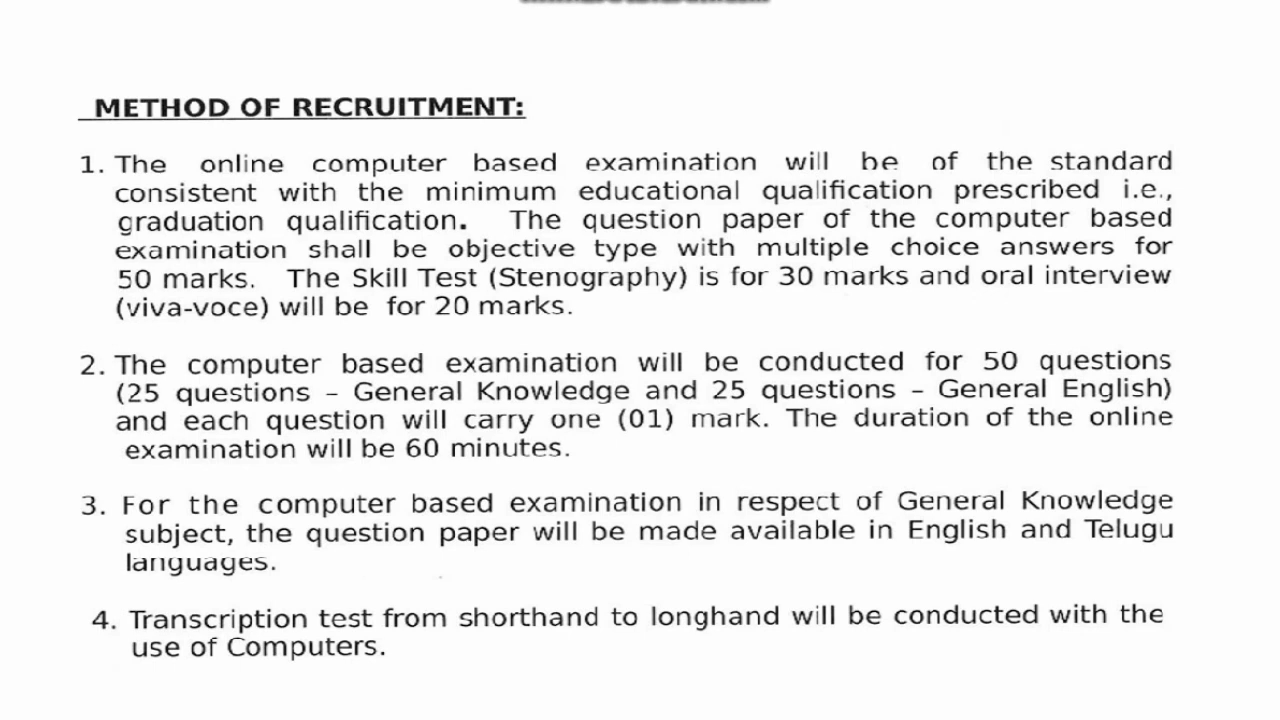 METHOD OF RECRUITMENT:
1. The online computer based examination will be of the standard
consistent with the minimum educational qualification prescribed i.e.,
graduation qualification. The question paper of the computer based
examination shall be objective type with multiple choice answers for
50 marks. The Skill Test (Stenography) is for 30 marks and oral interview
(viva-voce) will be for 20 marks.
2. The computer based examination will be conducted for 50 questions
(25 questions – General Knowledge and 25 questions – General English)
and each question will carry one (01) mark. The duration of the online
examination will be 60 minutes.
3. For the computer based examination in respect of General Knowledge
subject, the question paper will be made available in English and Telugu
languages.
4. Transcription test from shorthand to longhand will be conducted with the
use of Computers.